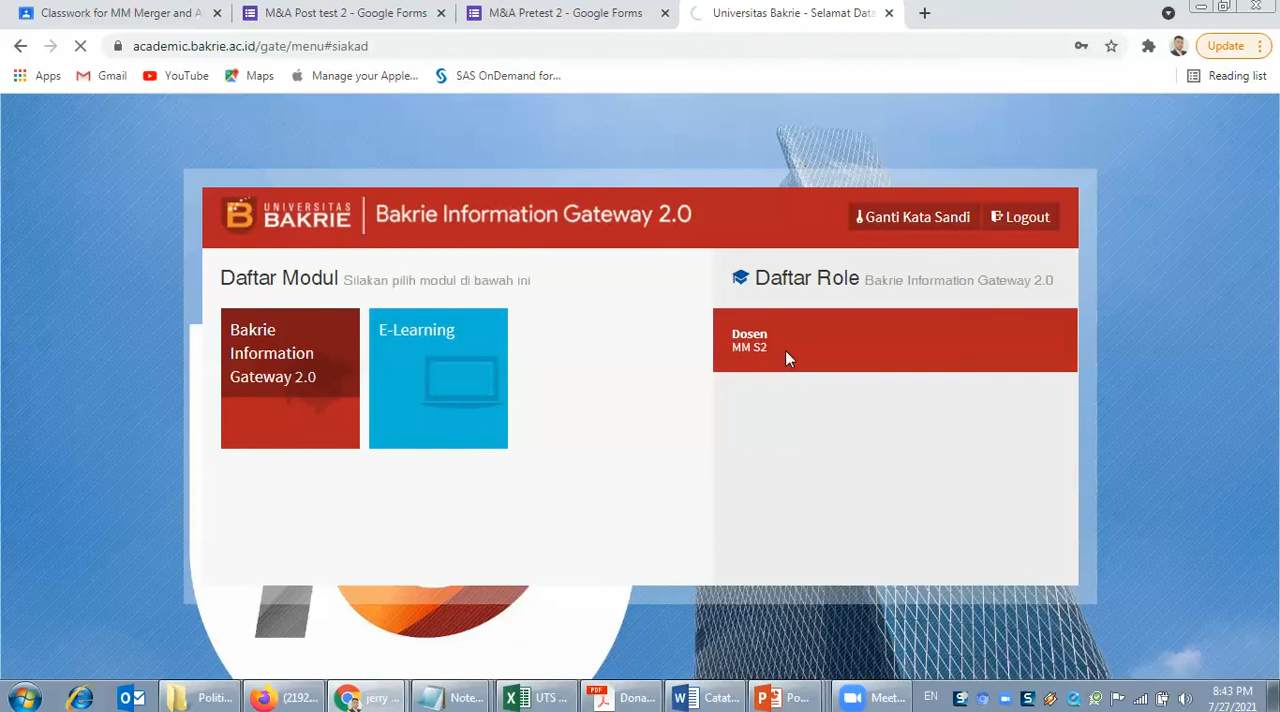 Classwork for MM Merger and A
M&A Post test 2 - Google Forms
M&A Pretest 2 - Google Forms
Universitas Bakrie - Selamat Data
academic.bakrie.ac.id/gate/menu#siakad
Update
Apps
Gmail
YouTube
Maps
Manage your Apple...
SAS OnDemand for...
Reading list
UNIVERSITAS
BAKRIE
Bakrie Information Gateway 2.0
Ganti Kata Sandi
Logout
Daftar Modul Silakan pilih modul di bawah ini
Daftar Role Bakrie Information Gateway 2.0
Bakrie
Information
Gateway 2.0
E-Learning
Dosen
MM S2
Politi...
(2192...
jerry ...
Note...
UTS ...
Dona...
Catat...
Po...
Meet...
EN
8:43 PM
7/27/2021